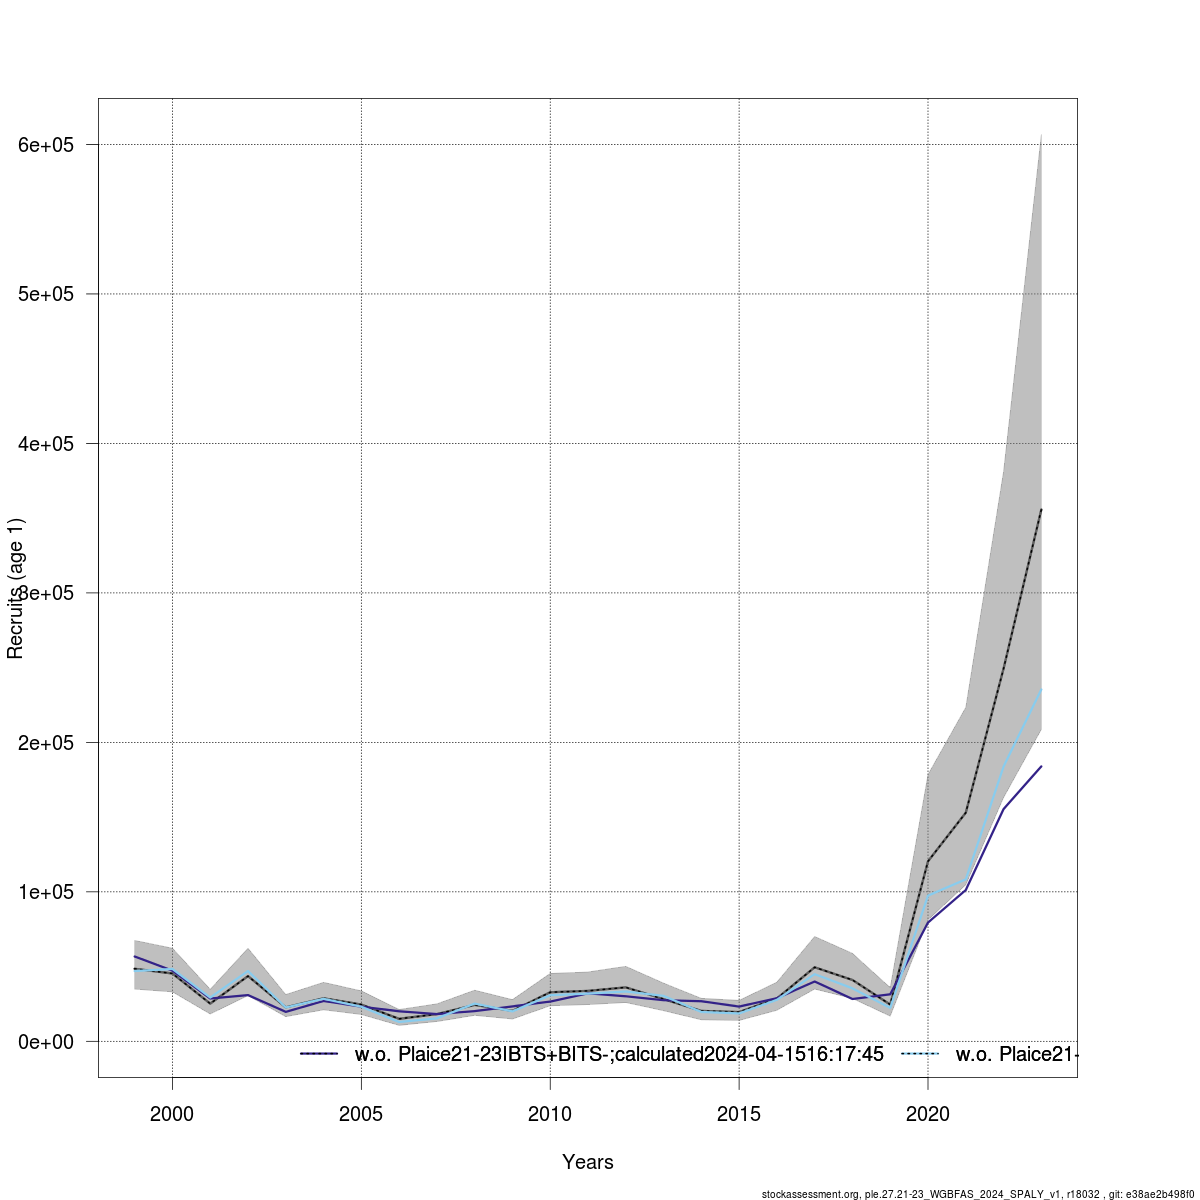 6e+05
5e+05
4e+05
3e+05
2e+05
1e+05
0e+00
Recruits (age 1)
w.o. Plaice21-23IBTS+BITS-;calculated2024-04-1516:17:45
w.o. Plaice21-
2000 2005 2010 2015 2020
Years
stockassessment.org, ple.27.21-23_WGBFAS_2024_SPALY_v1, r18032 , git: e38ae2b496f0